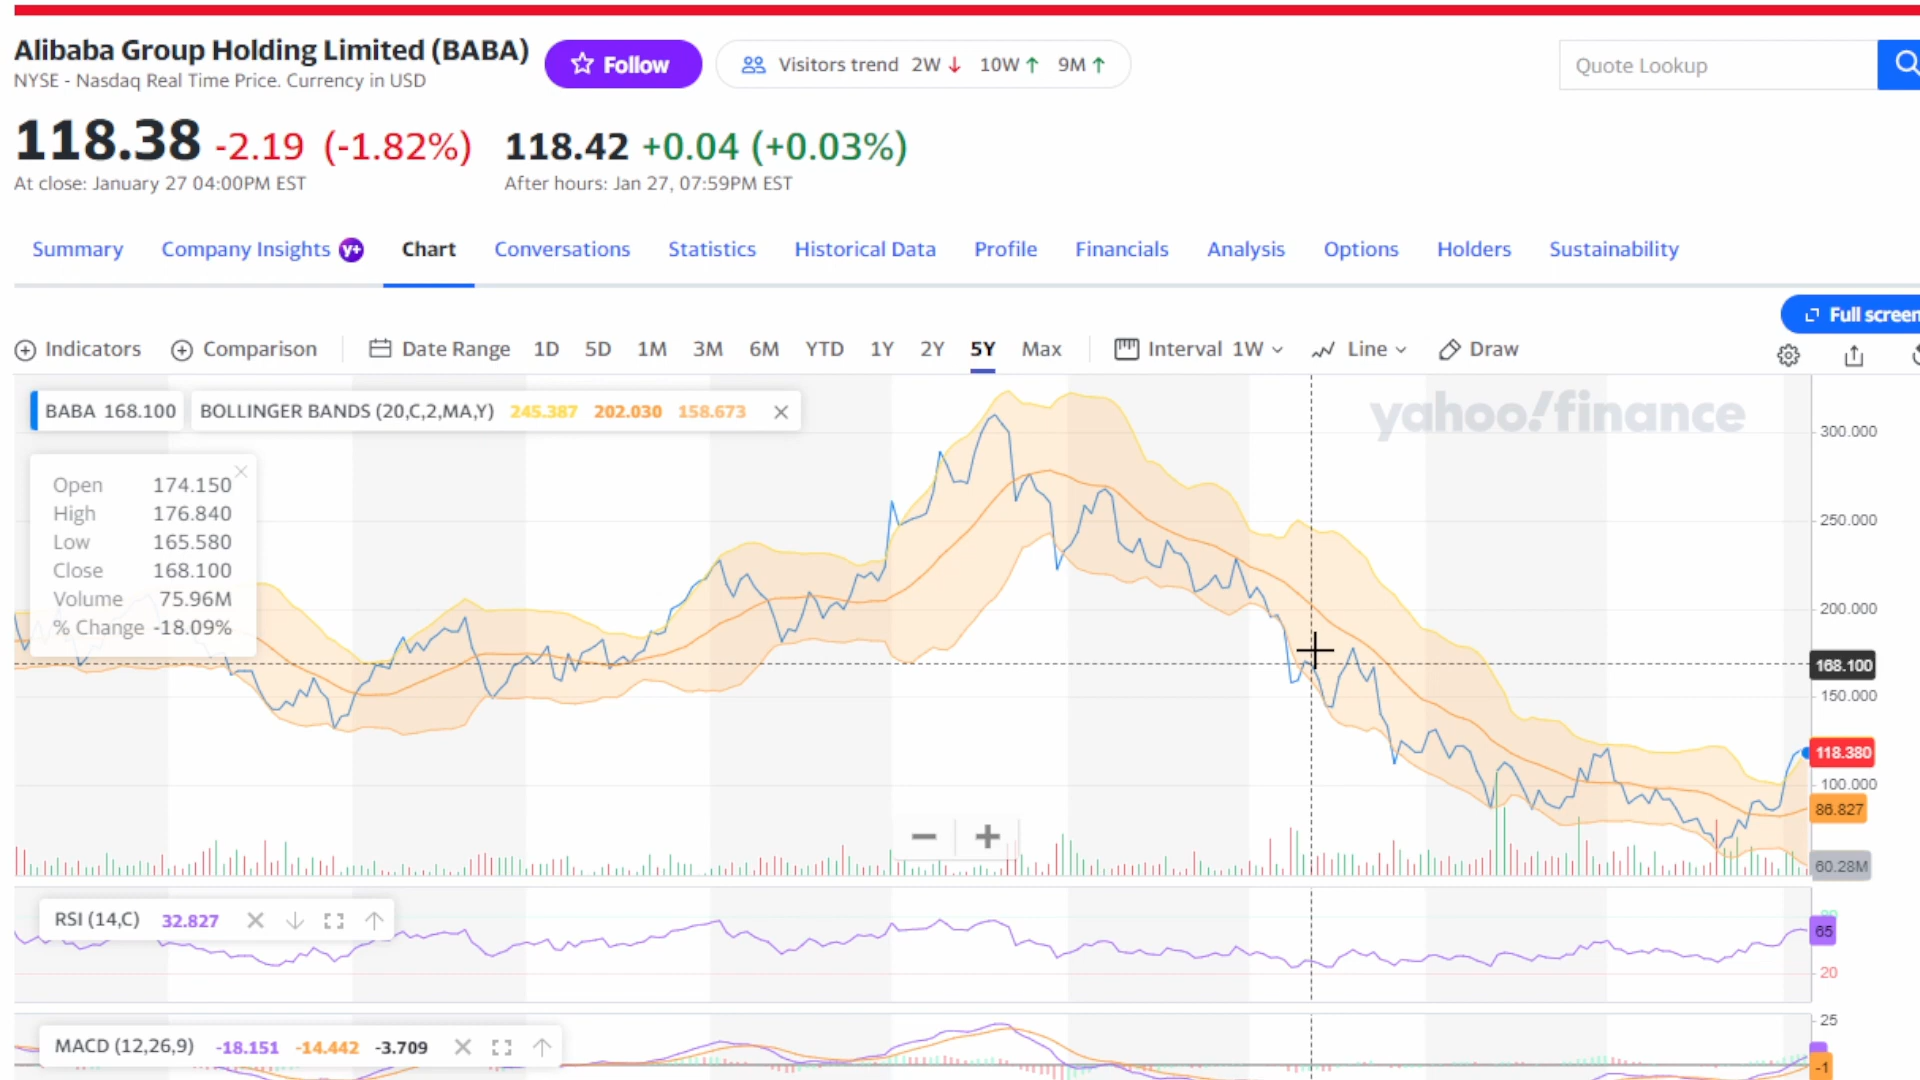 Alibaba Group Holding Limited (BABA)
Follow
Visitors trend 2W ↓ 10W ↑ 9M ↑
Quote Lookup
NYSE - Nasdaq Real Time Price. Currency in USD
118.38 -2.19 (-1.82%) 118.42 +0.04 (+0.03%)
At close: January 27 04:00PM EST
After hours: Jan 27, 07:59PM EST
Summary Company Insights y+ Chart Conversations Statistics Historical Data Profile Financials Analysis Options Holders Sustainability
Full screen
Indicators Comparison Date Range 1D 5D 1M 3M 6M YTD 1Y 2Y 5Y Max Interval 1W Line Draw
BABA 168.100 BOLLINGER BANDS (20,C,2,MA,Y) 245.387 202.030 158.673
yahoo!finance
300.000
Open 174.150
High 176.840
Low 165.580
Close 168.100
Volume 75.96M
% Change -18.09%
250.000
200.000
168.100
150.000
118.380
100.000
86.827
60.28M
RSI (14,C) 32.827
65
20
MACD (12,26,9) -18.151 -14.442 -3.709
25
-1